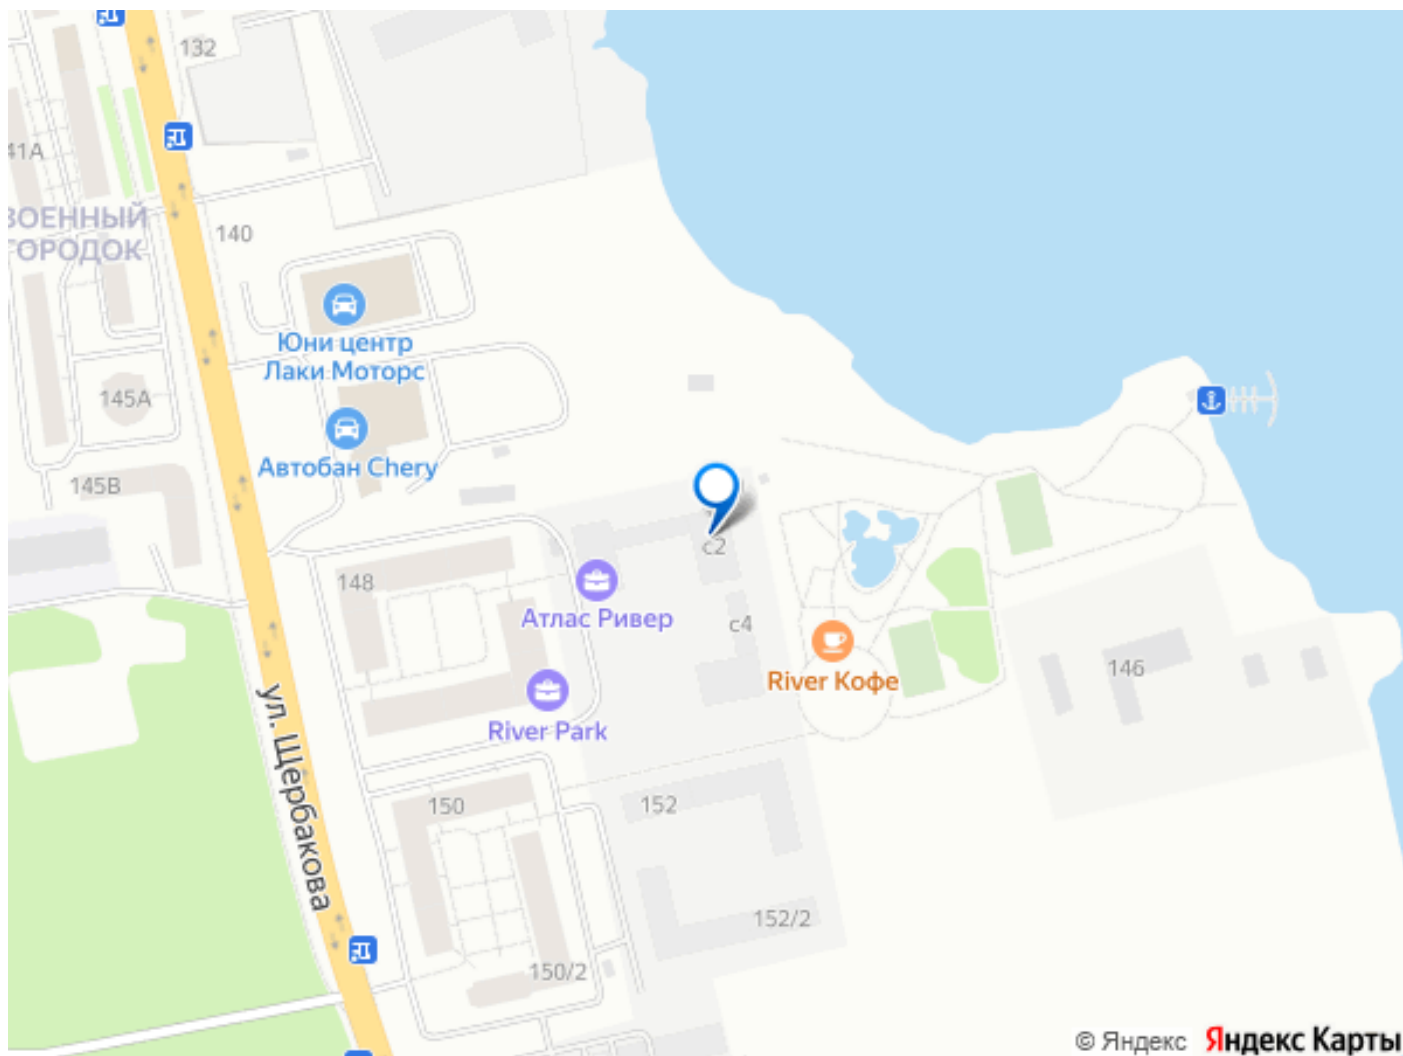 132
41А
ВОЕННЫЙ
ГОРОДОК
140
Юни центр
Лаки Моторс
145А
Автобан Chery
145В
с2
148
Атлас Ривер
с4
River Кофе
146
River Park
ул. Щербакова
150
152
152/2
150/2
© Яндекс Яндекс Карты